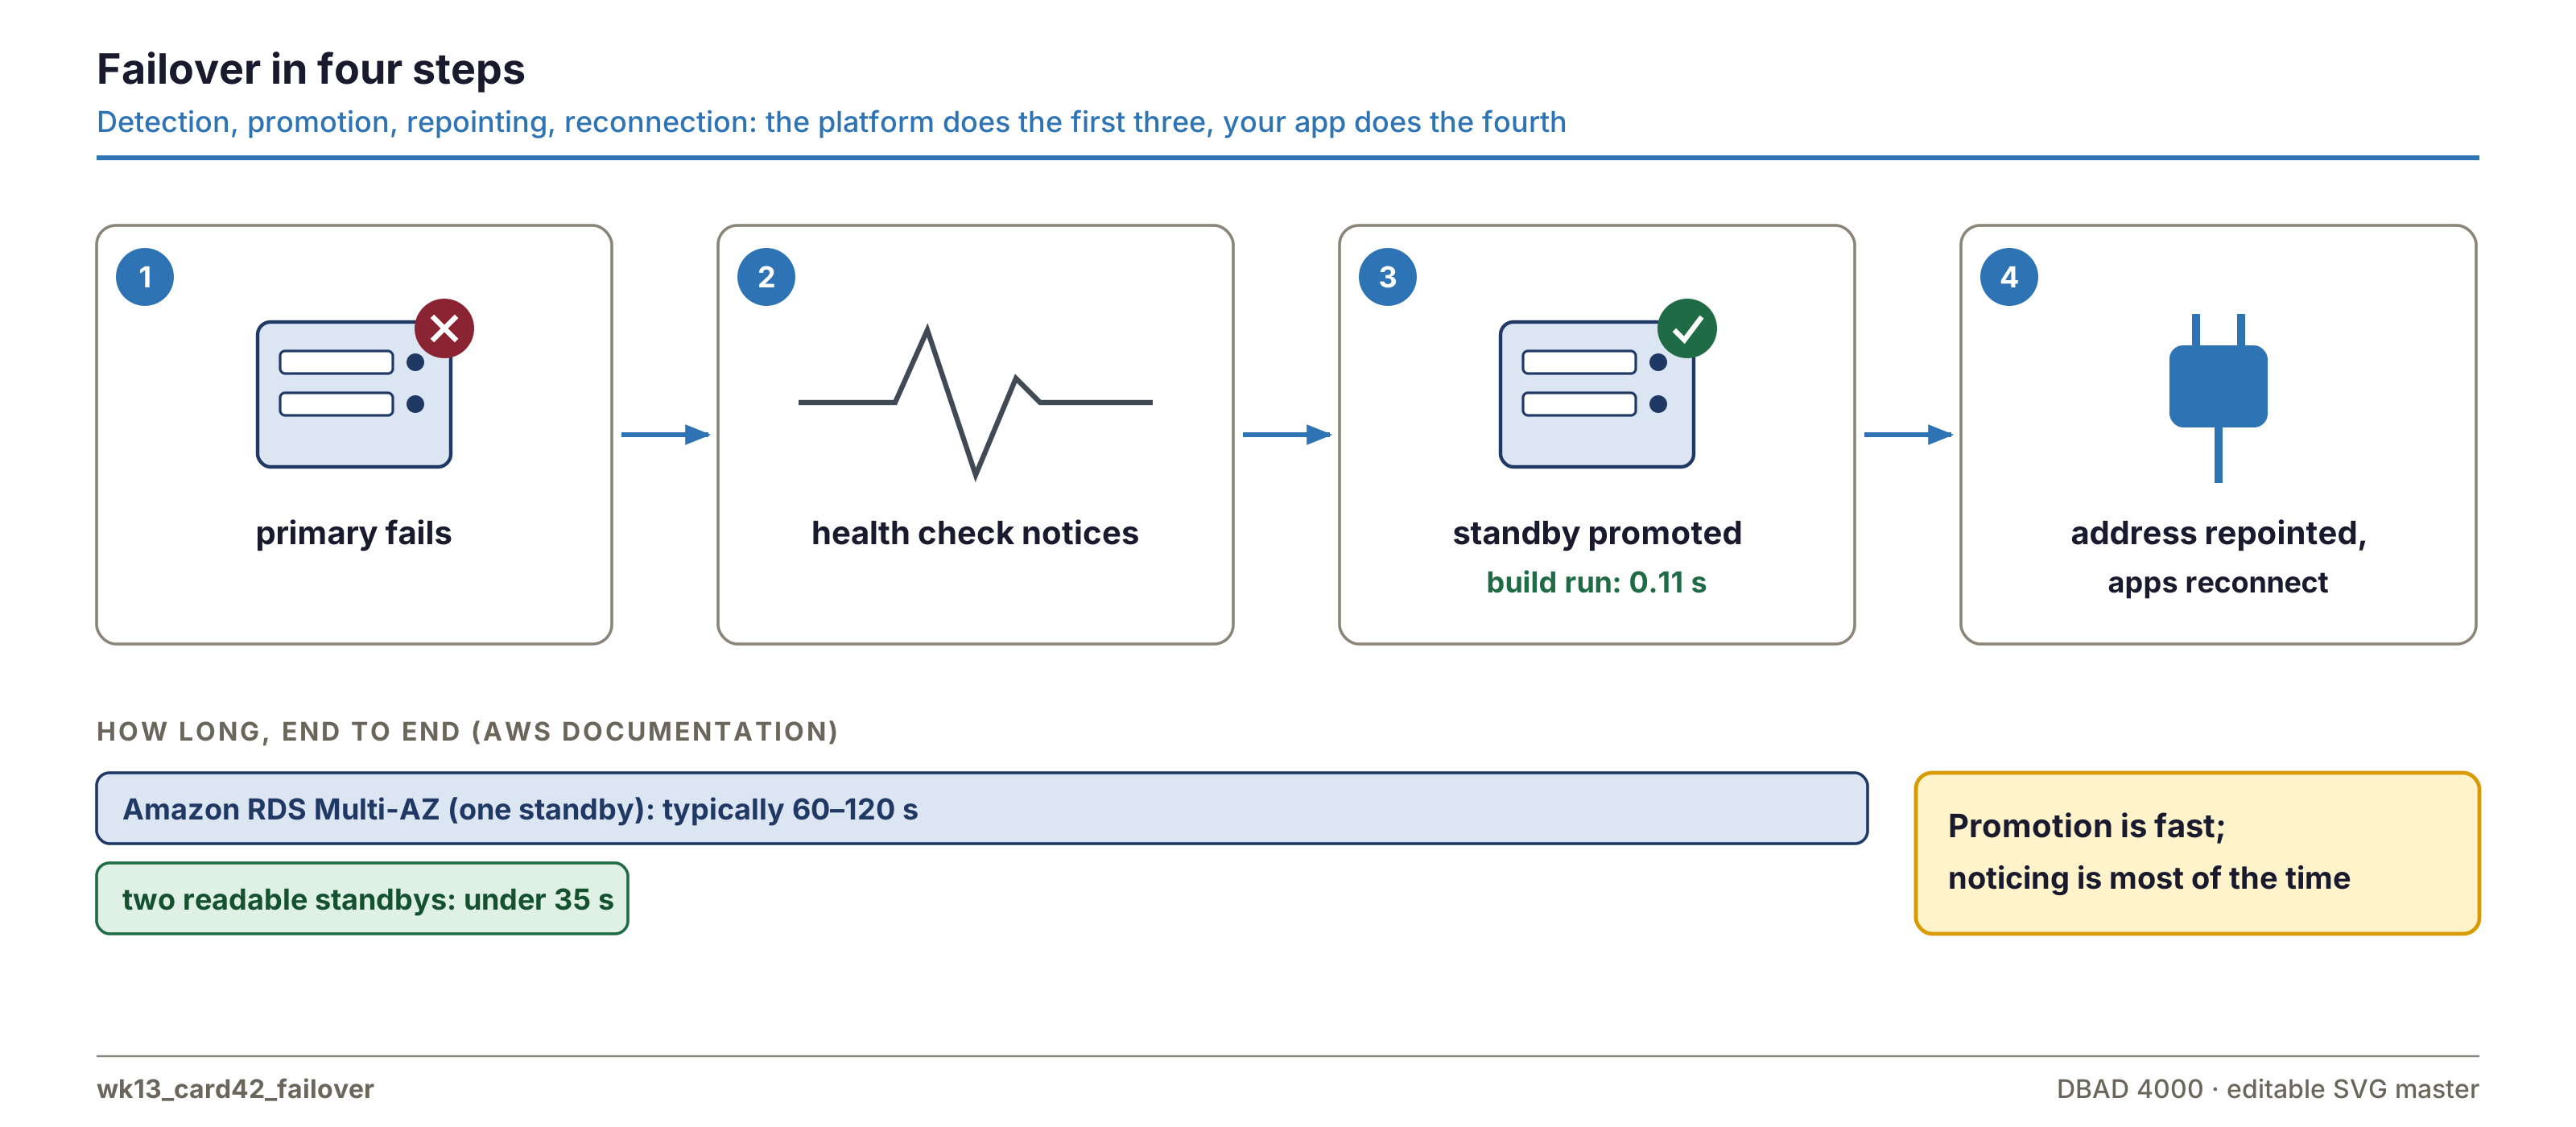 Failover in four steps
Detection, promotion, repointing, reconnection: the platform does the first three, your app does the fourth
1
primary fails
2
health check notices
3
standby promoted
build run: 0.11 s
4
address repointed,
apps reconnect
HOW LONG, END TO END (AWS DOCUMENTATION)
Amazon RDS Multi-AZ (one standby): typically 60–120 s
two readable standbys: under 35 s
Promotion is fast;
noticing is most of the time
wk13_card42_failover
DBAD 4000 · editable SVG master